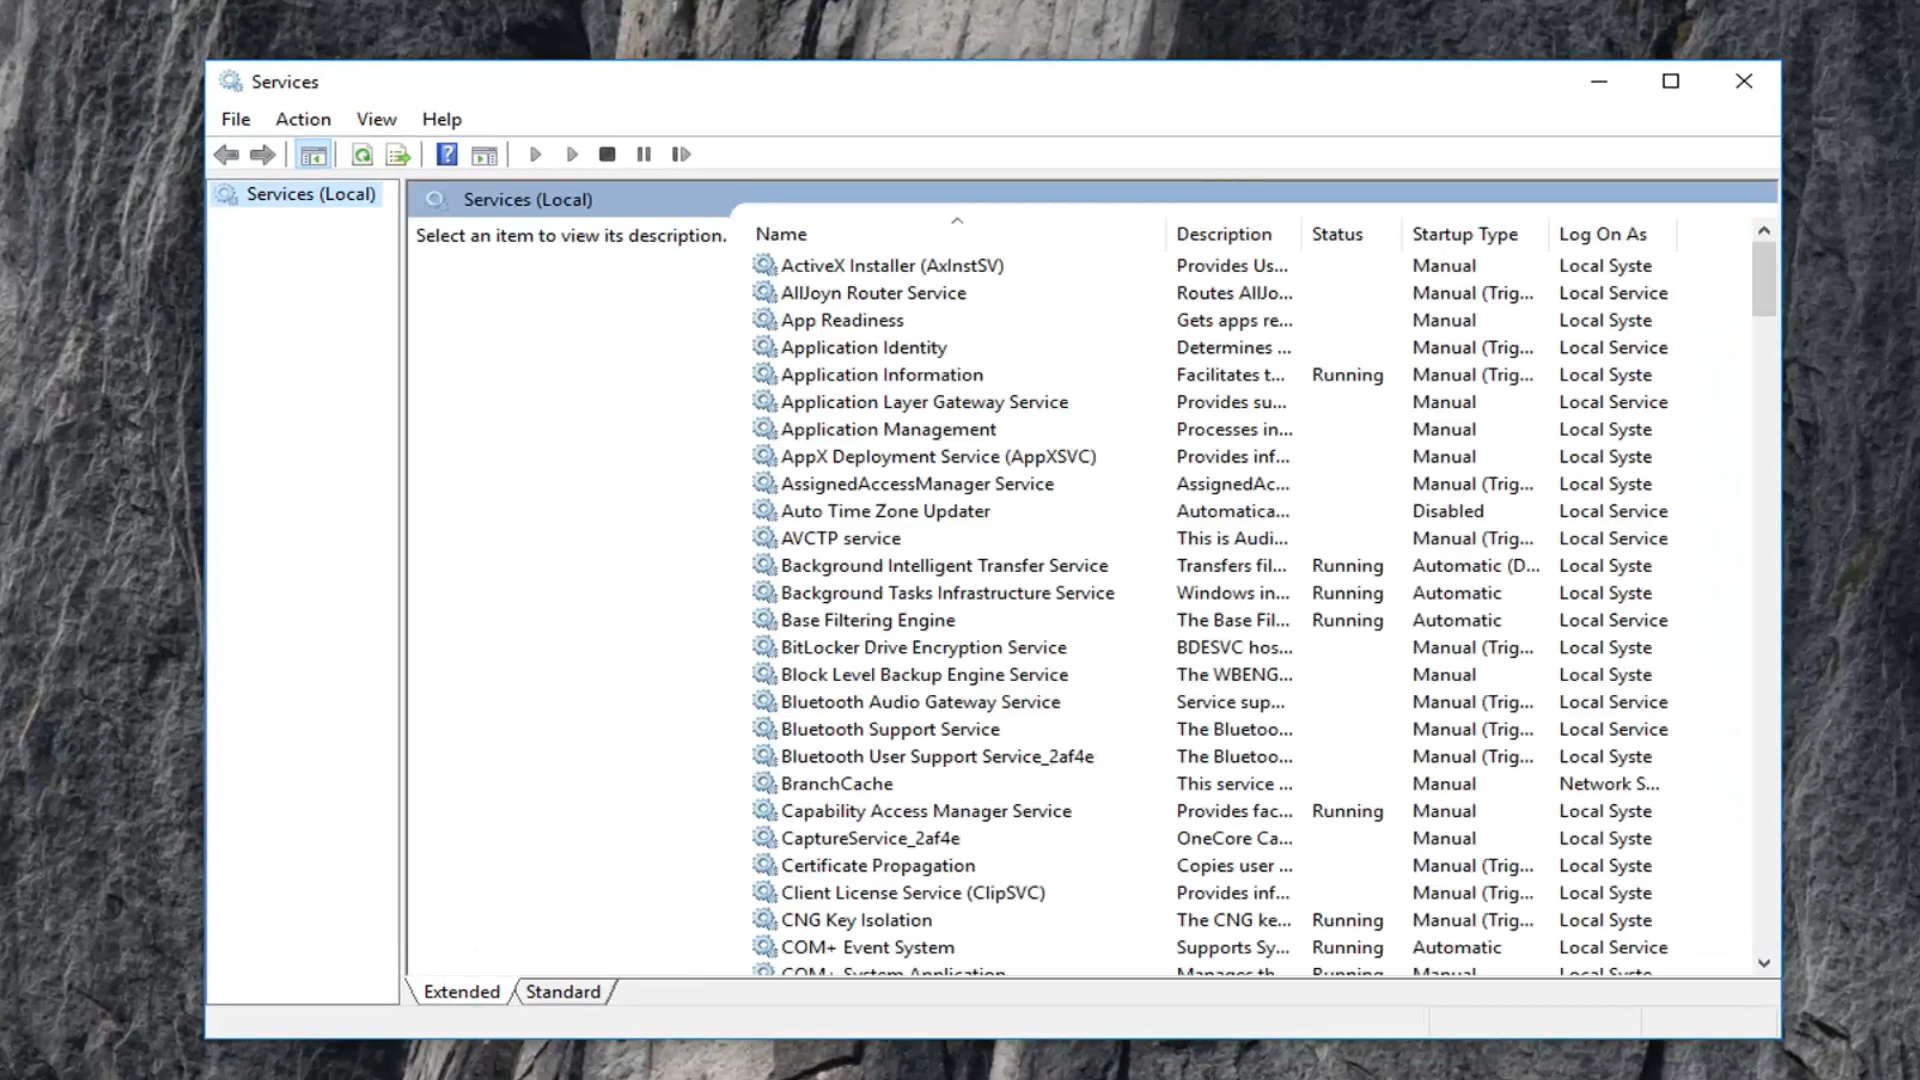 Services
File Action View Help
Services (Local)
Services (Local)
Select an item to view its description.
Name Description Status Startup Type Log On As
ActiveX Installer (AxInstSV) Provides Us... Manual Local Syste
AllJoyn Router Service Routes AllJo... Manual (Trig... Local Service
App Readiness Gets apps re... Manual Local Syste
Application Identity Determines ... Manual (Trig... Local Service
Application Information Facilitates t... Running Manual (Trig... Local Syste
Application Layer Gateway Service Provides su... Manual Local Service
Application Management Processes in... Manual Local Syste
AppX Deployment Service (AppXSVC) Provides inf... Manual Local Syste
AssignedAccessManager Service AssignedAc... Manual (Trig... Local Syste
Auto Time Zone Updater Automatica... Disabled Local Service
AVCTP service This is Audi... Manual (Trig... Local Service
Background Intelligent Transfer Service Transfers fil... Running Automatic (D... Local Syste
Background Tasks Infrastructure Service Windows in... Running Automatic Local Syste
Base Filtering Engine The Base Fil... Running Automatic Local Service
BitLocker Drive Encryption Service BDESVC hos... Manual (Trig... Local Syste
Block Level Backup Engine Service The WBENG... Manual Local Syste
Bluetooth Audio Gateway Service Service sup... Manual (Trig... Local Service
Bluetooth Support Service The Bluetoo... Manual (Trig... Local Service
Bluetooth User Support Service_2af4e The Bluetoo... Manual (Trig... Local Syste
BranchCache This service ... Manual Network S...
Capability Access Manager Service Provides fac... Running Manual Local Syste
CaptureService_2af4e OneCore Ca... Manual Local Syste
Certificate Propagation Copies user ... Manual (Trig... Local Syste
Client License Service (ClipSVC) Provides inf... Manual (Trig... Local Syste
CNG Key Isolation The CNG ke... Running Manual (Trig... Local Syste
COM+ Event System Supports Sy... Running Automatic Local Service
COM+ System Application Manages th... Running Manual Local Syste
Extended Standard